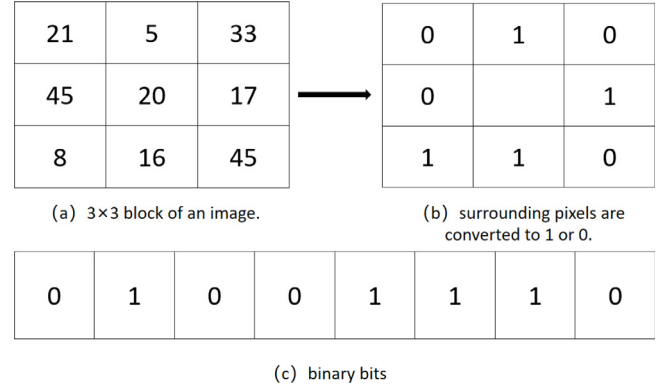 21 5 33
45 20 17
8 16 45
0 1 0
0 1
1 1 0
(a) 3×3 block of an image.
(b) surrounding pixels are
converted to 1 or 0.
0 1 0 0 1 1 1 0
(c) binary bits